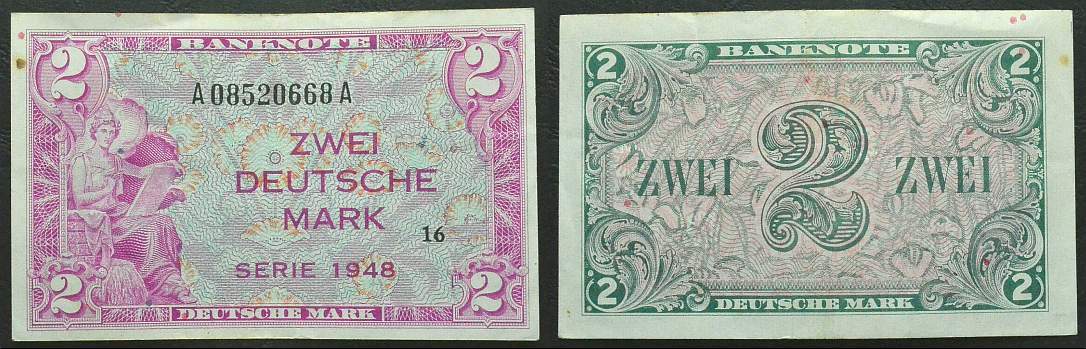 BANKNOTE
2 2
A08520668A
ZWEI
DEUTSCHE
MARK
16
SERIE 1948
2 2
DEUTSCHE MARK
BANKNOTE
2 2
ZWEI 2 ZWEI
2 2
DEUTSCHE MARK